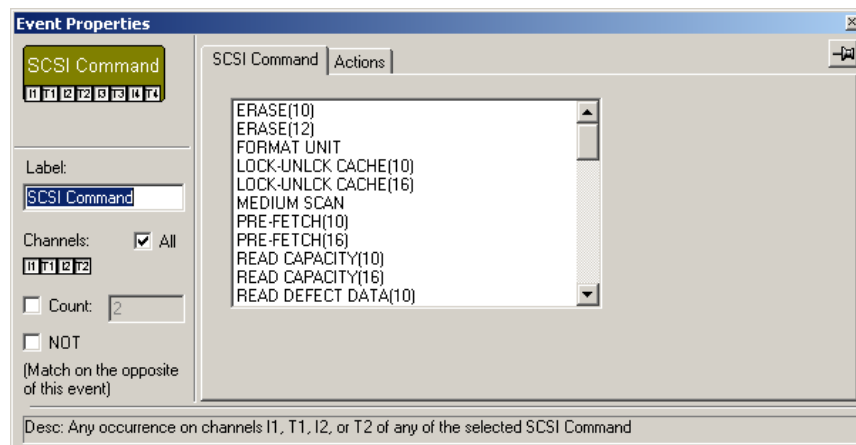 Event Properties
SCSI Command
I1 T1 I2 T2 I3 T3 I4 T4
Label:
SCSI Command
Channels:
All
I1 T1 I2 T2
Count:
2
NOT
(Match on the opposite
of this event)
SCSI Command
Actions
ERASE(10)
ERASE(12)
FORMAT UNIT
LOCK-UNLCK CACHE(10)
LOCK-UNLCK CACHE(16)
MEDIUM SCAN
PRE-FETCH(10)
PRE-FETCH(16)
READ CAPACITY(10)
READ CAPACITY(16)
READ DEFECT DATA(10)
Desc: Any occurrence on channels I1, T1, I2, or T2 of any of the selected SCSI Command